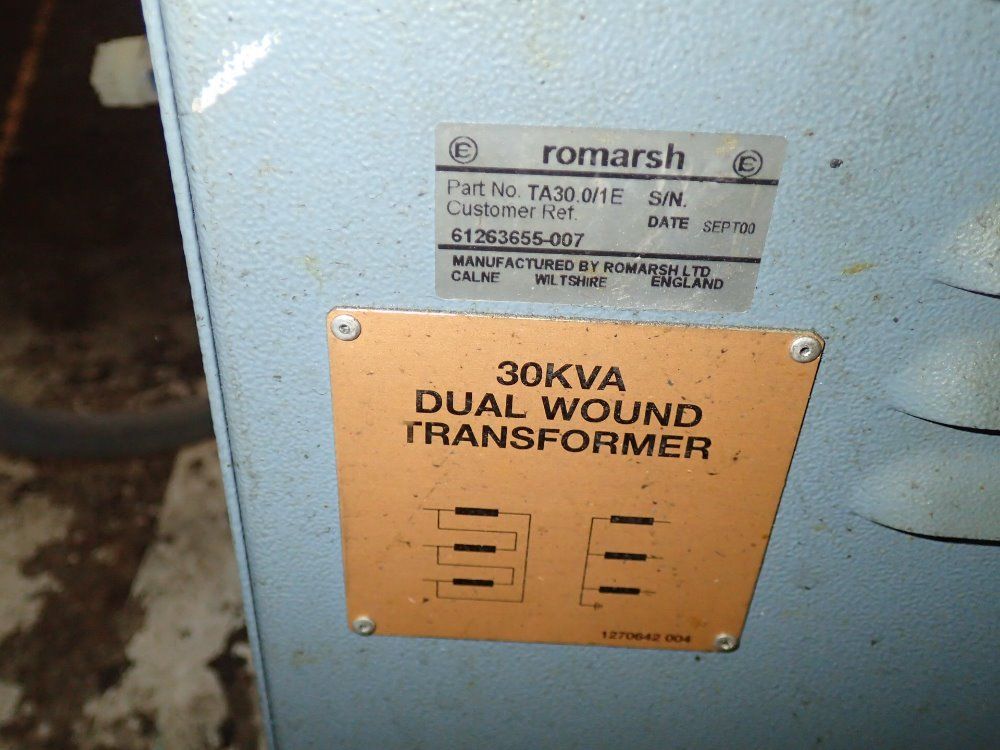 E romarsh E
Part No. TA30.0/1E S/N.
Customer Ref. DATE SEPT00
61263655-007
MANUFACTURED BY ROMARSH LTD
CALNE WILTSHIRE ENGLAND
30KVA
DUAL WOUND
TRANSFORMER
1270642 004